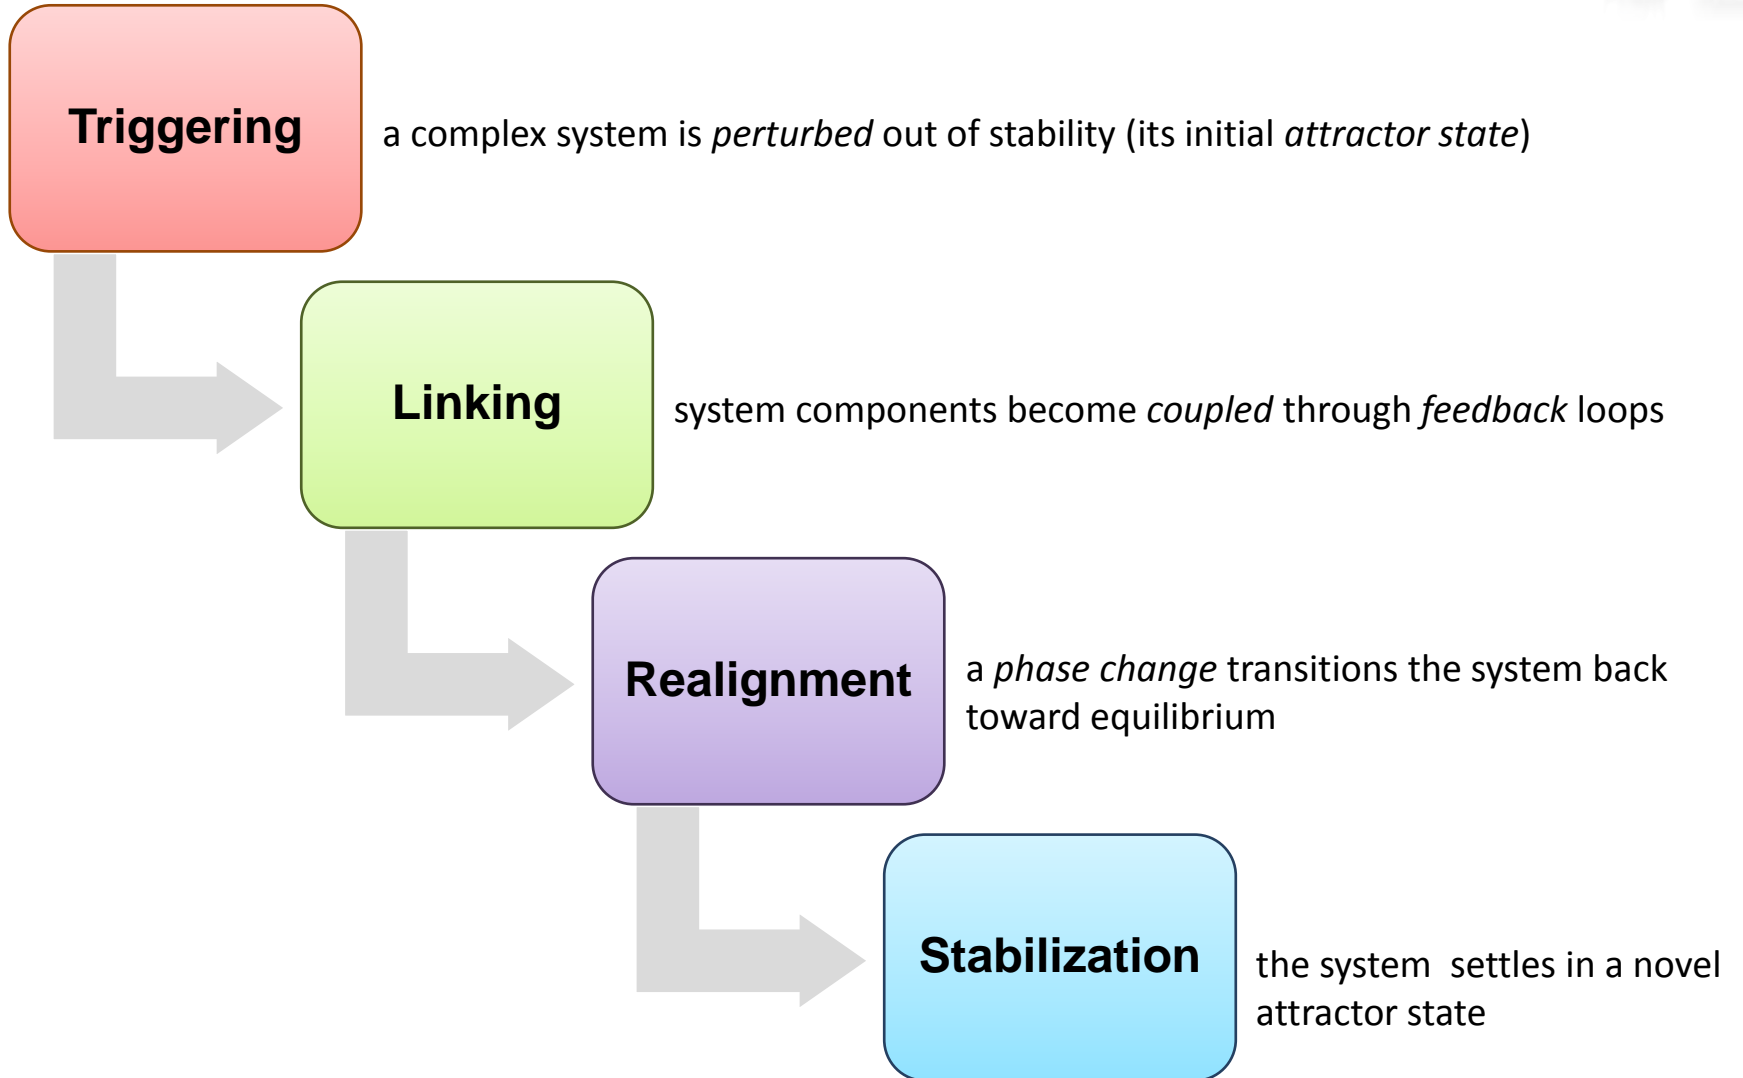 Triggering
a complex system is perturbed out of stability (its initial attractor state)
Linking
system components become coupled through feedback loops
Realignment
a phase change transitions the system back
toward equilibrium
Stabilization
the system settles in a novel
attractor state